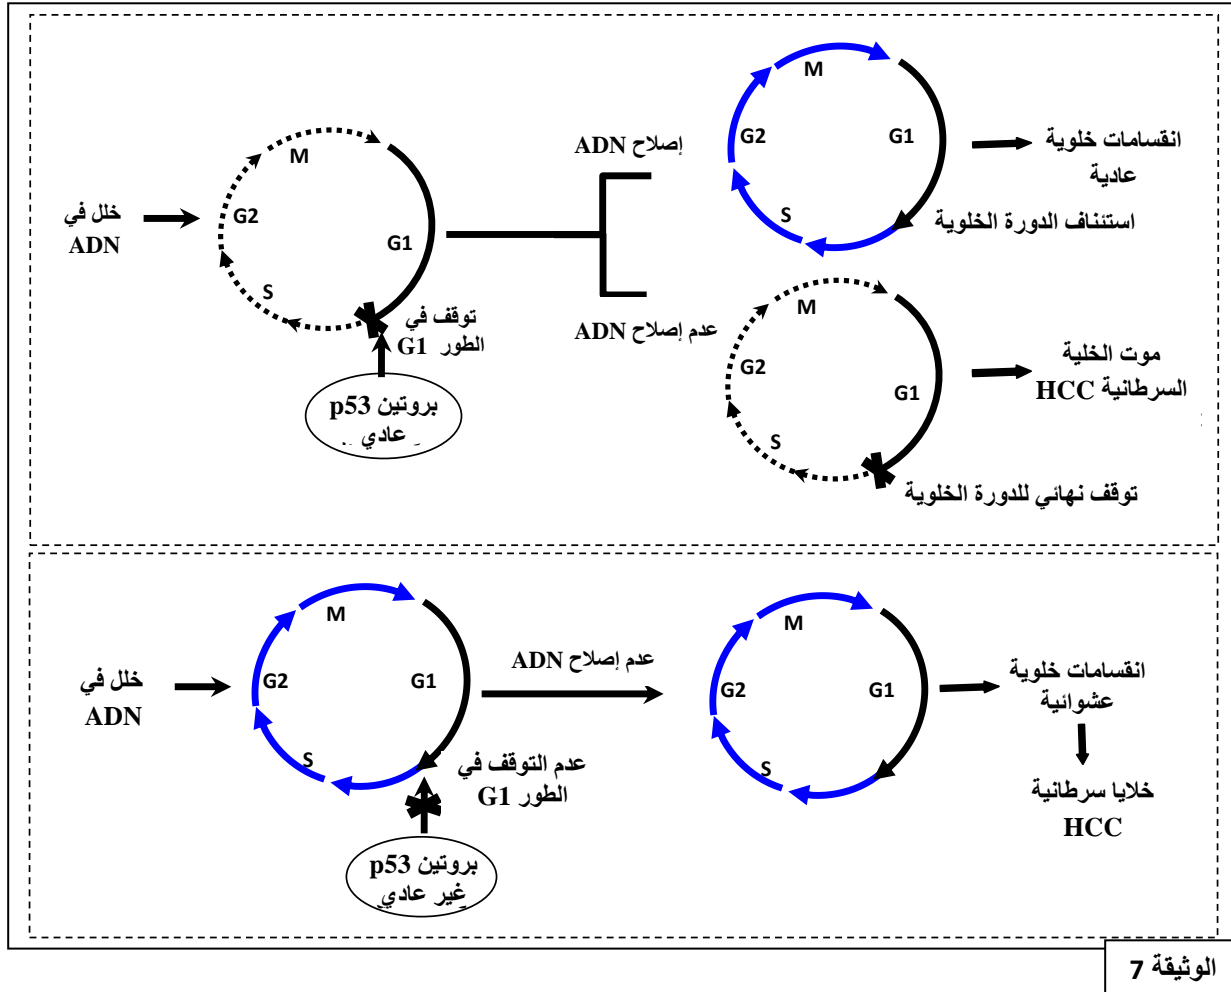 خلل في
ADN
M
G2
G1
S
توقف في
الطور G1
بروتين p53
عادي
إصلاح ADN
عدم إصلاح ADN
M
G2
G1
S
انقسامات خلوية
عادية
استئناف الدورة الخلوية
M
G2
G1
S
موت الخلية
السرطانية HCC
توقف نهائي للدورة الخلوية
خلل في
ADN
M
G2
G1
S
عدم التوقف في
الطور G1
بروتين p53
غير عادي
عدم إصلاح ADN
M
G2
G1
S
انقسامات خلوية
عشوائية
خلايا سرطانية
HCC
الوثيقة 7